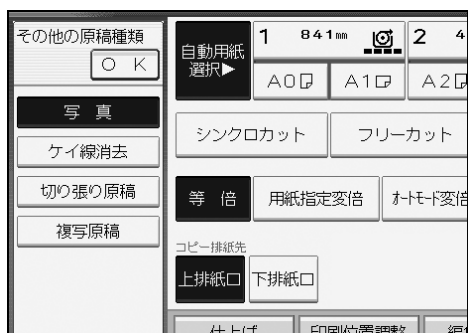 その他の原稿種類
OK
写真
ケイ線消去
切り張り原稿
複写原稿
自動用紙
選択▶
1 841mm
2 4
A0
A1
A2
シンクロカット
フリーカット
等倍
用紙指定変倍
オートモード変倍
コピー排紙先
上排紙口
下排紙口
仕上げ
印刷位置調整